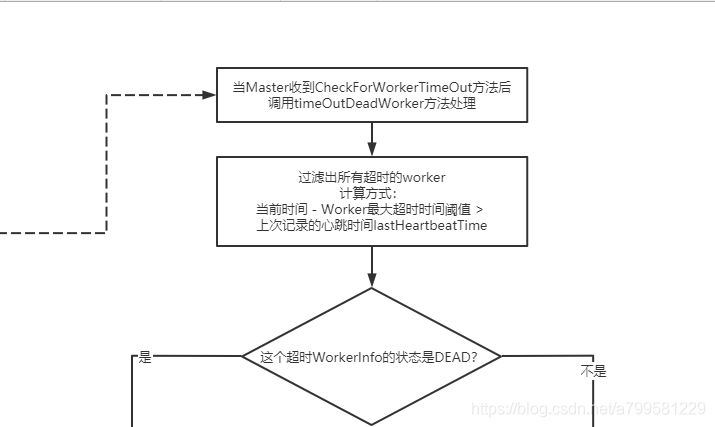 当Master收到CheckForWorkerTimeOut方法后
调用timeOutDeadWorker方法处理
过滤出所有超时的worker
计算方式：
当前时间 - Worker最大超时时间阈值 >
上次记录的心跳时间lastHeartbeatTime
这个超时WorkerInfo的状态是DEAD？
是
不是
https://blog.csdn.net/a799581229